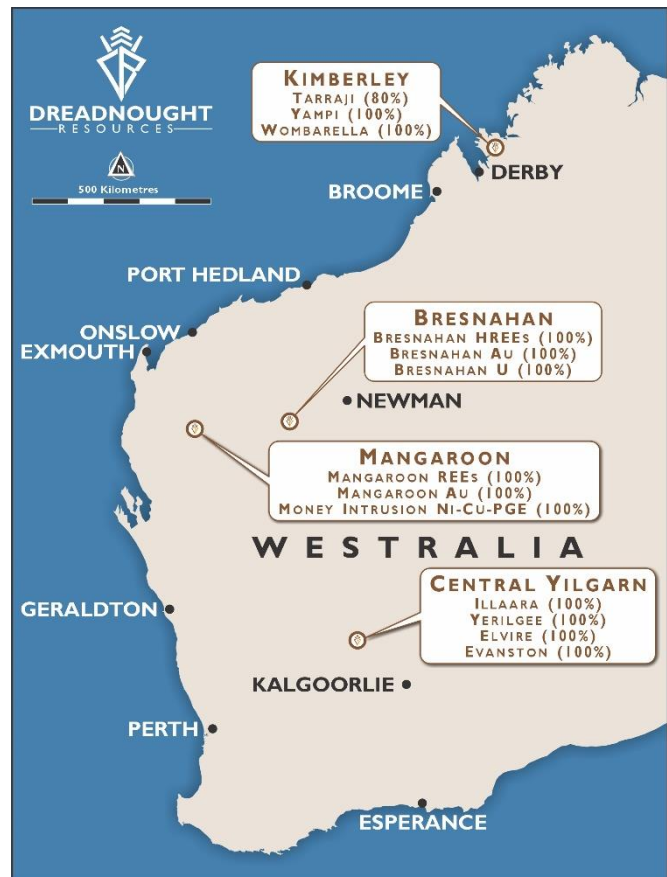 DREADNOUGHT
RESOURCES
N
500 Kilometres
KIMBERLEY
TARRAJI (80%)
YAMPI (100%)
WOMBARELLA (100%)
DERBY
BROOME
PORT HEDLAND
ONSLOW
EXMOUTH
BRESNAHAN
BRESNAHAN HREES (100%)
BRESNAHAN AU (100%)
BRESNAHAN U (100%)
NEWMAN
MANGAROON
MANGAROON REES (100%)
MANGAROON AU (100%)
MONEY INTRUSION NI-CU-PGE (100%)
WESTRALIA
CENTRAL YILGARN
ILLAARA (100%)
YERILGEE (100%)
ELVIRE (100%)
EVANSTON (100%)
GERALDTON
KALGOORLIE
PERTH
ESPERANCE